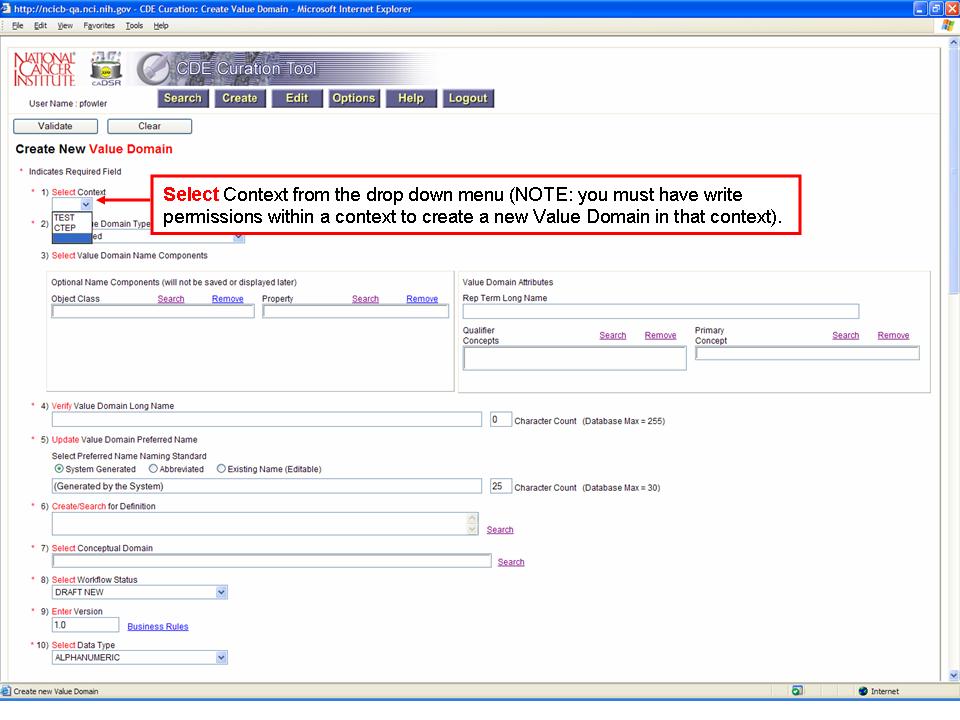 http://ncicb-qa.nci.nih.gov - CDE Curation: Create Value Domain - Microsoft Internet Explorer
File Edit View Favorites Tools Help
NATIONAL CANCER INSTITUTE
caDSR
CDE Curation Tool
User Name : pfowler
Search Create Edit Options Help Logout
Validate Clear
Create New Value Domain
* Indicates Required Field
* 1) Select Context
Select Context from the drop down menu (NOTE: you must have write
permissions within a context to create a new Value Domain in that context).
TEST
CTEP
* 2) e Domain Type
ed
3) Select Value Domain Name Components
Optional Name Components (will not be saved or displayed later)
Object Class Search Remove Property Search Remove
Value Domain Attributes
Rep Term Long Name
Qualifier Concepts Search Remove
Primary Concept Search Remove
* 4) Verify Value Domain Long Name
0 Character Count (Database Max = 255)
* 5) Update Value Domain Preferred Name
Select Preferred Name Naming Standard
System Generated Abbreviated Existing Name (Editable)
(Generated by the System) 25 Character Count (Database Max = 30)
* 6) Create/Search for Definition
Search
* 7) Select Conceptual Domain
Search
* 8) Select Workflow Status
DRAFT NEW
* 9) Enter Version
1.0 Business Rules
* 10) Select Data Type
ALPHANUMERIC
Create new Value Domain Internet